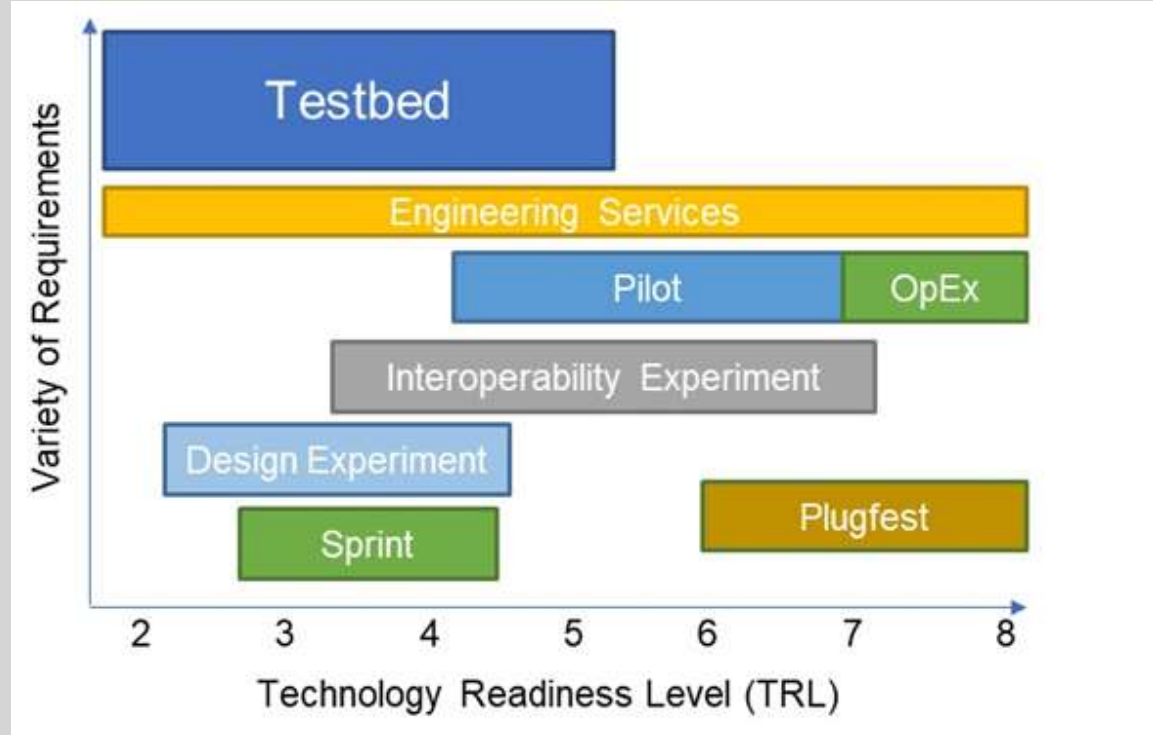 Variety of Requirements
Testbed
Engineering Services
Pilot
OpEx
Interoperability Experiment
Design Experiment
Plugfest
Sprint
2 3 4 5 6 7 8
Technology Readiness Level (TRL)